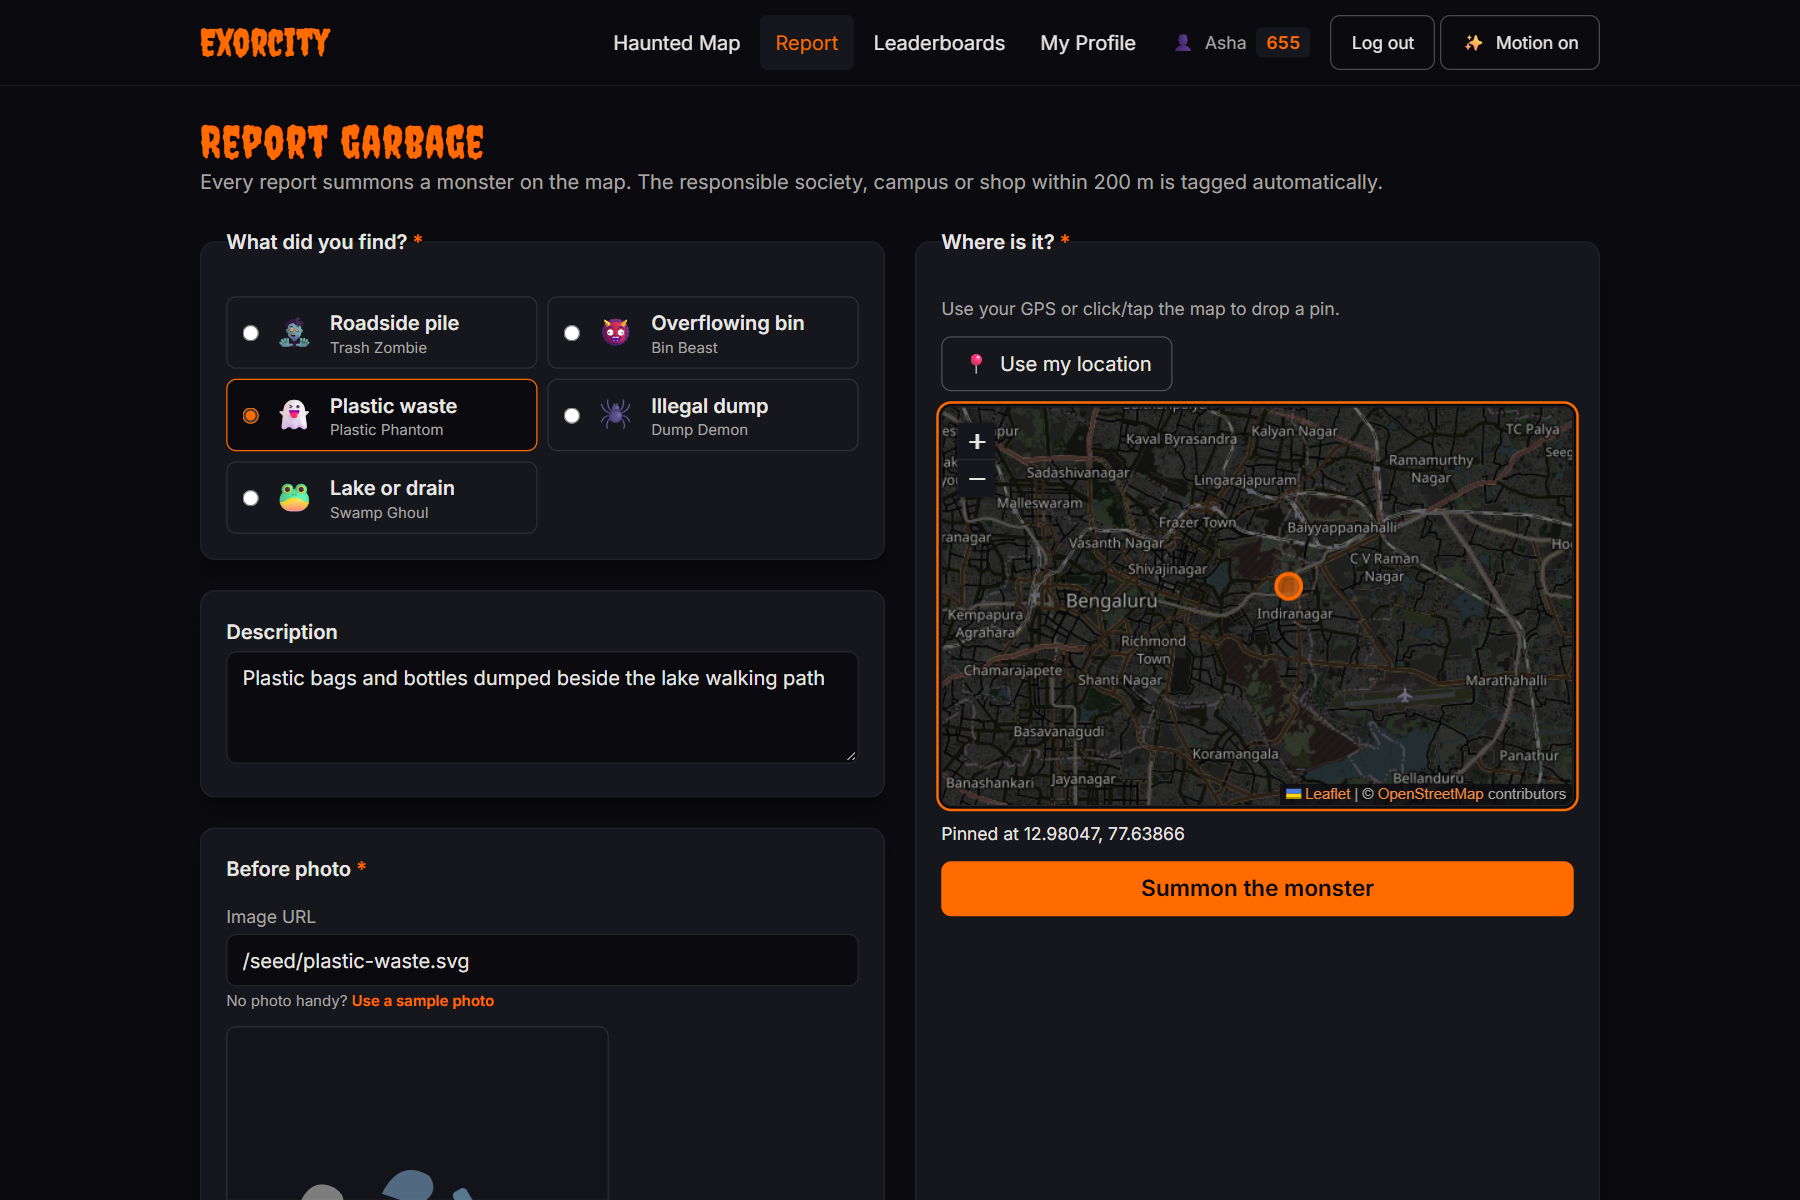 EXORCITY
Haunted Map
Report
Leaderboards
My Profile
Asha
655
Log out
Motion on
REPORT GARBAGE
Every report summons a monster on the map. The responsible society, campus or shop within 200 m is tagged automatically.
What did you find? *
Roadside pile
Trash Zombie
Overflowing bin
Bin Beast
Plastic waste
Plastic Phantom
Illegal dump
Dump Demon
Lake or drain
Swamp Ghoul
Description
Plastic bags and bottles dumped beside the lake walking path
Before photo *
Image URL
/seed/plastic-waste.svg
No photo handy? Use a sample photo
Where is it? *
Use your GPS or click/tap the map to drop a pin.
Use my location
+
−
Kaval Byrasandra
Kalyan Nagar
TC Palya
Sadashivanagar
Lingarajapuram
Ramamurthy
Nagar
Malleswaram
Frazer Town
Baiyyappanahalli
Vasanth Nagar
Shivajinagar
C V Raman
Nagar
Bengaluru
Indiranagar
Kempapura
Agrahara
Richmond
Town
Chamarajapete
Shanti Nagar
Marathahalli
Basavanagudi
Koramangala
Panathur
Banashankari
Jayanagar
Bellanduru
Leaflet | © OpenStreetMap contributors
Pinned at 12.98047, 77.63866
Summon the monster